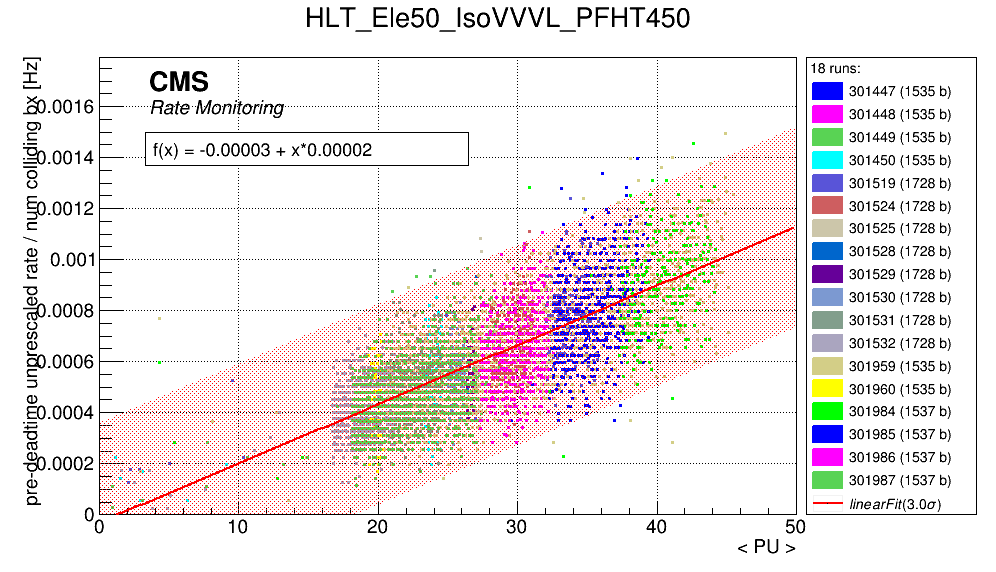 HLT_Ele50_IsoVVVL_PFHT450
pre-deadtime unprescaled rate / num colliding bx [Hz]
CMS
Rate Monitoring
f(x) = -0.00003 + x*0.00002
0.0016
0.0014
0.0012
0.001
0.0008
0.0006
0.0004
0.0002
0
0 10 20 30 40 50
< PU >
18 runs:
301447 (1535 b)
301448 (1535 b)
301449 (1535 b)
301450 (1535 b)
301519 (1728 b)
301524 (1728 b)
301525 (1728 b)
301528 (1728 b)
301529 (1728 b)
301530 (1728 b)
301531 (1728 b)
301532 (1728 b)
301959 (1535 b)
301960 (1535 b)
301984 (1537 b)
301985 (1537 b)
301986 (1537 b)
301987 (1537 b)
linearFit(3.0σ)